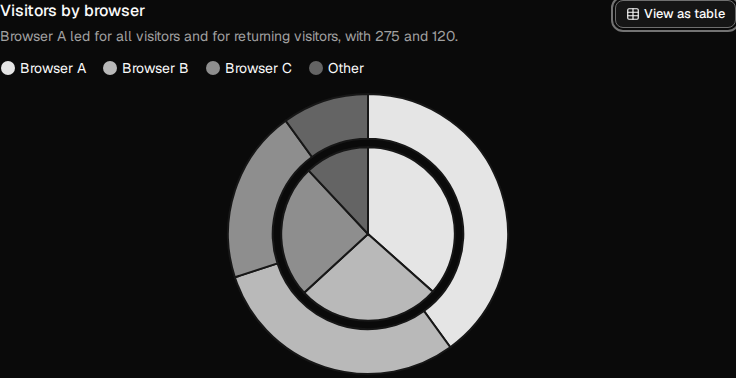 Visitors by browser
View as table
Browser A led for all visitors and for returning visitors, with 275 and 120.
Browser A Browser B Browser C Other